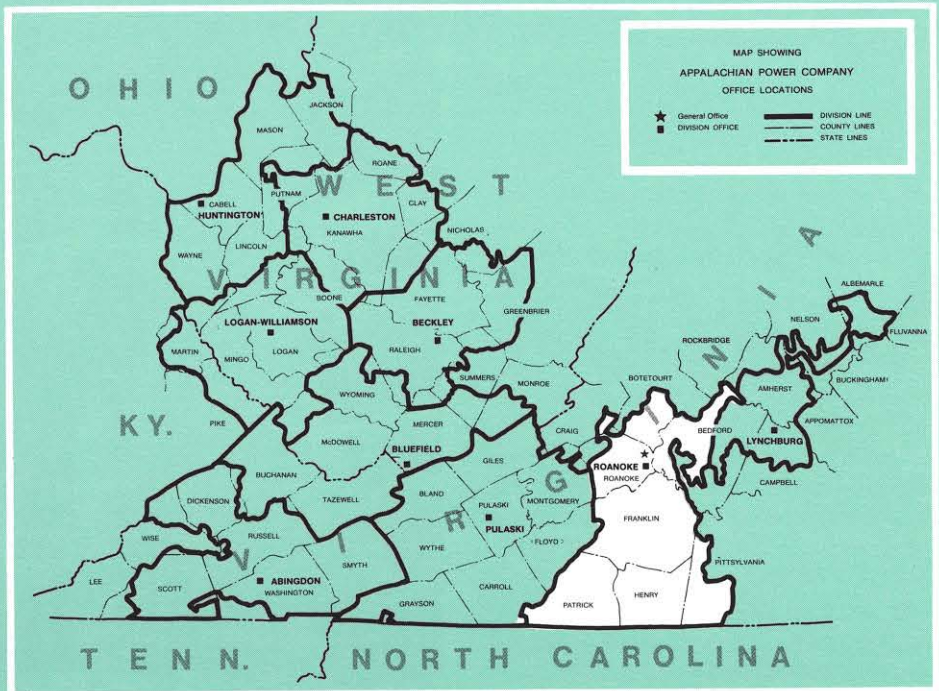 MAP SHOWING
APPALACHIAN POWER COMPANY
OFFICE LOCATIONS
General Office
DIVISION OFFICE
DIVISION LINE
COUNTY LINES
STATE LINES
OHIO
JACKSON
MASON
ROANE
PUTNAM
WEST
CLAY
CABELL
HUNTINGTON
CHARLESTON
KANAWHA
NICHOLAS
LINCOLN
WAYNE
VIRGINIA
BOONE
FAYETTE
GREENBRIER
ALBEMARLE
NELSON
FLUVANNA
LOGAN-WILLIAMSON
BECKLEY
ROCKBRIDGE
MARTIN
MINGO
LOGAN
RALEIGH
SUMMERS
MONROE
BOTETOURT
BUCKINGHAM
AMHERST
WYOMING
APPOMATTOX
KY.
PIKE
MERCER
CRAIG
BEDFORD
LYNCHBURG
McDOWELL
BLUEFIELD
GILES
ROANOKE
ROANOKE
CAMPBELL
BUCHANAN
BLAND
DICKENSON
TAZEWELL
PULASKI
MONTGOMERY
PULASKI
FRANKLIN
VIRGINIA
WISE
RUSSELL
WYTHE
FLOYD
SMYTH
PITTSYLVANIA
LEE
ABINGDON
SCOTT
WASHINGTON
CARROLL
GRAYSON
PATRICK
HENRY
TENN.
NORTH CAROLINA